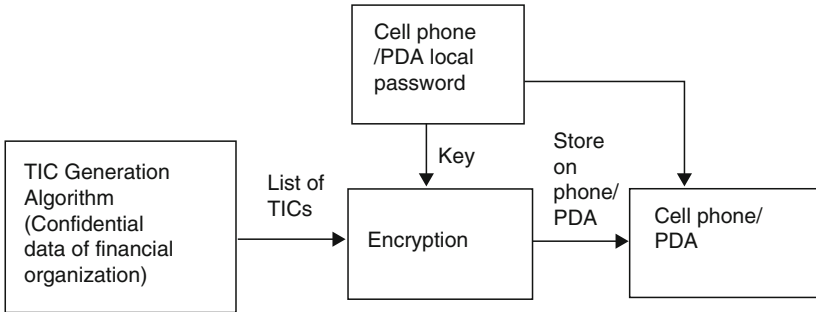 Cell phone
/PDA local
password
TIC Generation
Algorithm
(Confidential
data of financial
organization)
List of
TICs
Key
Encryption
Store
on
phone/
PDA
Cell phone/
PDA